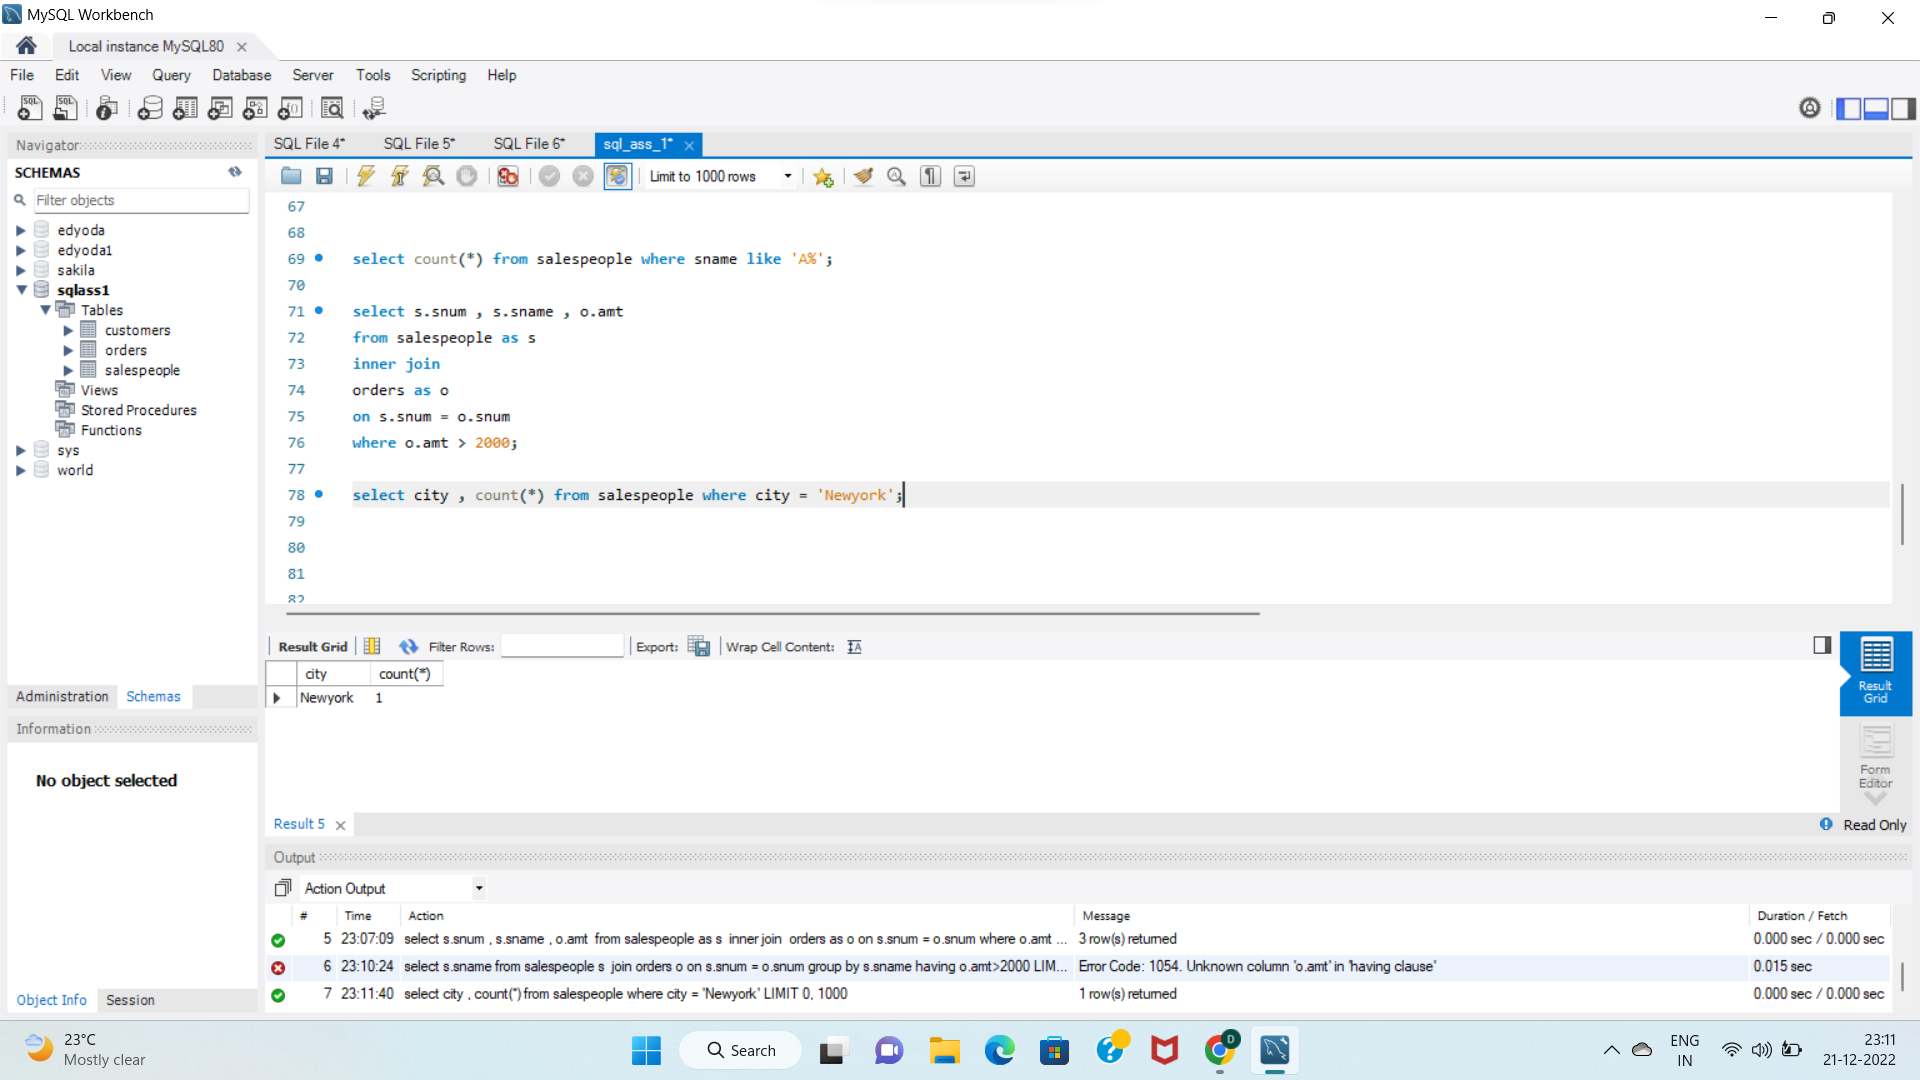 MySQL Workbench
Local instance MySQL80
File Edit View Query Database Server Tools Scripting Help
Navigator
SCHEMAS
Filter objects
edyoda
edyoda1
sakila
sqlass1
Tables
customers
orders
salespeople
Views
Stored Procedures
Functions
sys
world
Administration Schemas
Information
No object selected
Object Info Session
SQL File 4* SQL File 5* SQL File 6* sql_ass_1*
Limit to 1000 rows
67
68
69 select count(*) from salespeople where sname like 'A%';
70
71 select s.snum , s.sname , o.amt
72 from salespeople as s
73 inner join
74 orders as o
75 on s.snum = o.snum
76 where o.amt > 2000;
77
78 select city , count(*) from salespeople where city = 'Newyork';
79
80
81
82
Result Grid Filter Rows: Export: Wrap Cell Content:
city count(*)
Newyork 1
Result Grid
Form Editor
Result 5
Read Only
Output
Action Output
# Time Action Message Duration / Fetch
5 23:07:09 select s.snum , s.sname , o.amt from salespeople as s inner join orders as o on s.snum = o.snum where o.amt ... 3 row(s) returned 0.000 sec / 0.000 sec
6 23:10:24 select s.sname from salespeople s join orders o on s.snum = o.snum group by s.sname having o.amt>2000 LIM... Error Code: 1054. Unknown column 'o.amt' in 'having clause' 0.015 sec
7 23:11:40 select city , count(*) from salespeople where city = 'Newyork' LIMIT 0, 1000 1 row(s) returned 0.000 sec / 0.000 sec
23°C
Mostly clear
Search
ENG
IN
23:11
21-12-2022